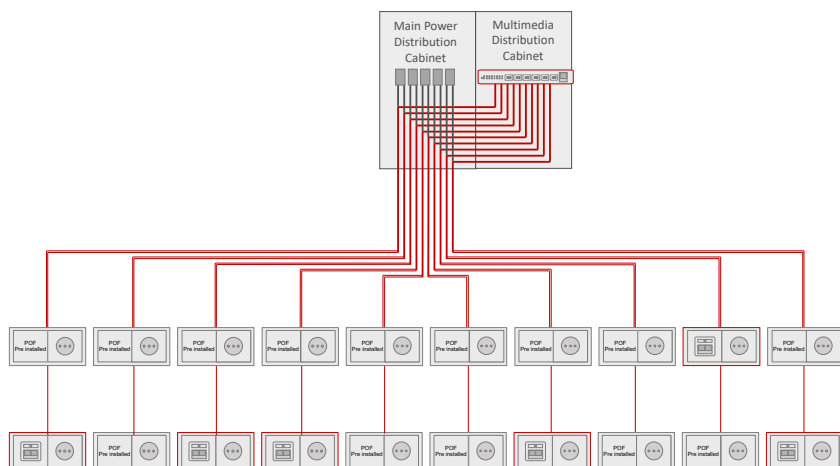 Main Power
Distribution
Cabinet
Multimedia
Distribution
Cabinet
POF
Pre installed
POF
Pre installed
POF
Pre installed
POF
Pre installed
POF
Pre installed
POF
Pre installed
POF
Pre installed
POF
Pre installed
POF
Pre installed
POF
Pre installed
POF
Pre installed
POF
Pre installed
POF
Pre installed
POF
Pre installed